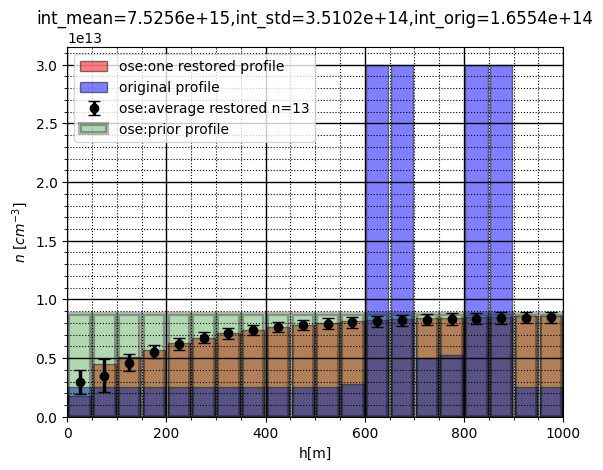 int_mean=7.5256e+15,int_std=3.5102e+14,int_orig=1.6554e+14
1e13
ose:one restored profile
original profile
ose:average restored n=13
ose:prior profile
3.0
2.5
2.0
1.5
1.0
0.5
0.0
n [cm⁻³]
0 200 400 600 800 1000
h[m]